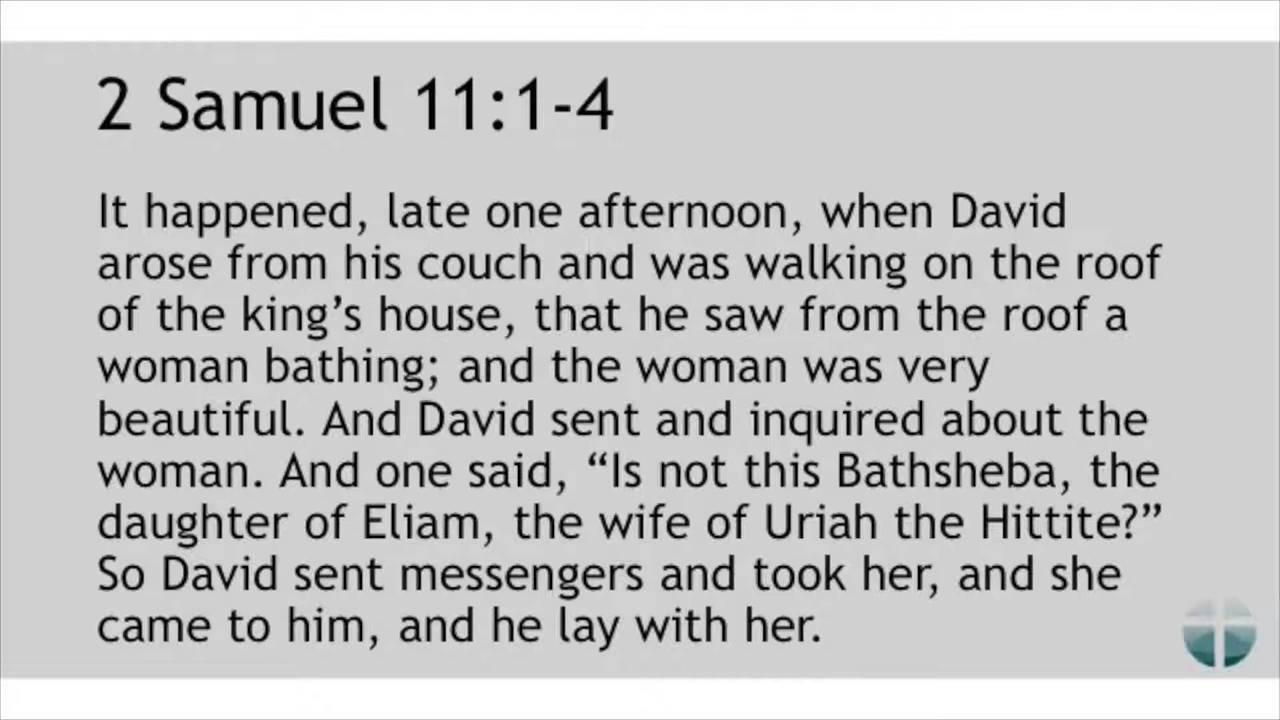 2 Samuel 11:1-4
It happened, late one afternoon, when David
arose from his couch and was walking on the roof
of the king’s house, that he saw from the roof a
woman bathing; and the woman was very
beautiful. And David sent and inquired about the
woman. And one said, “Is not this Bathsheba, the
daughter of Eliam, the wife of Uriah the Hittite?”
So David sent messengers and took her, and she
came to him, and he lay with her.